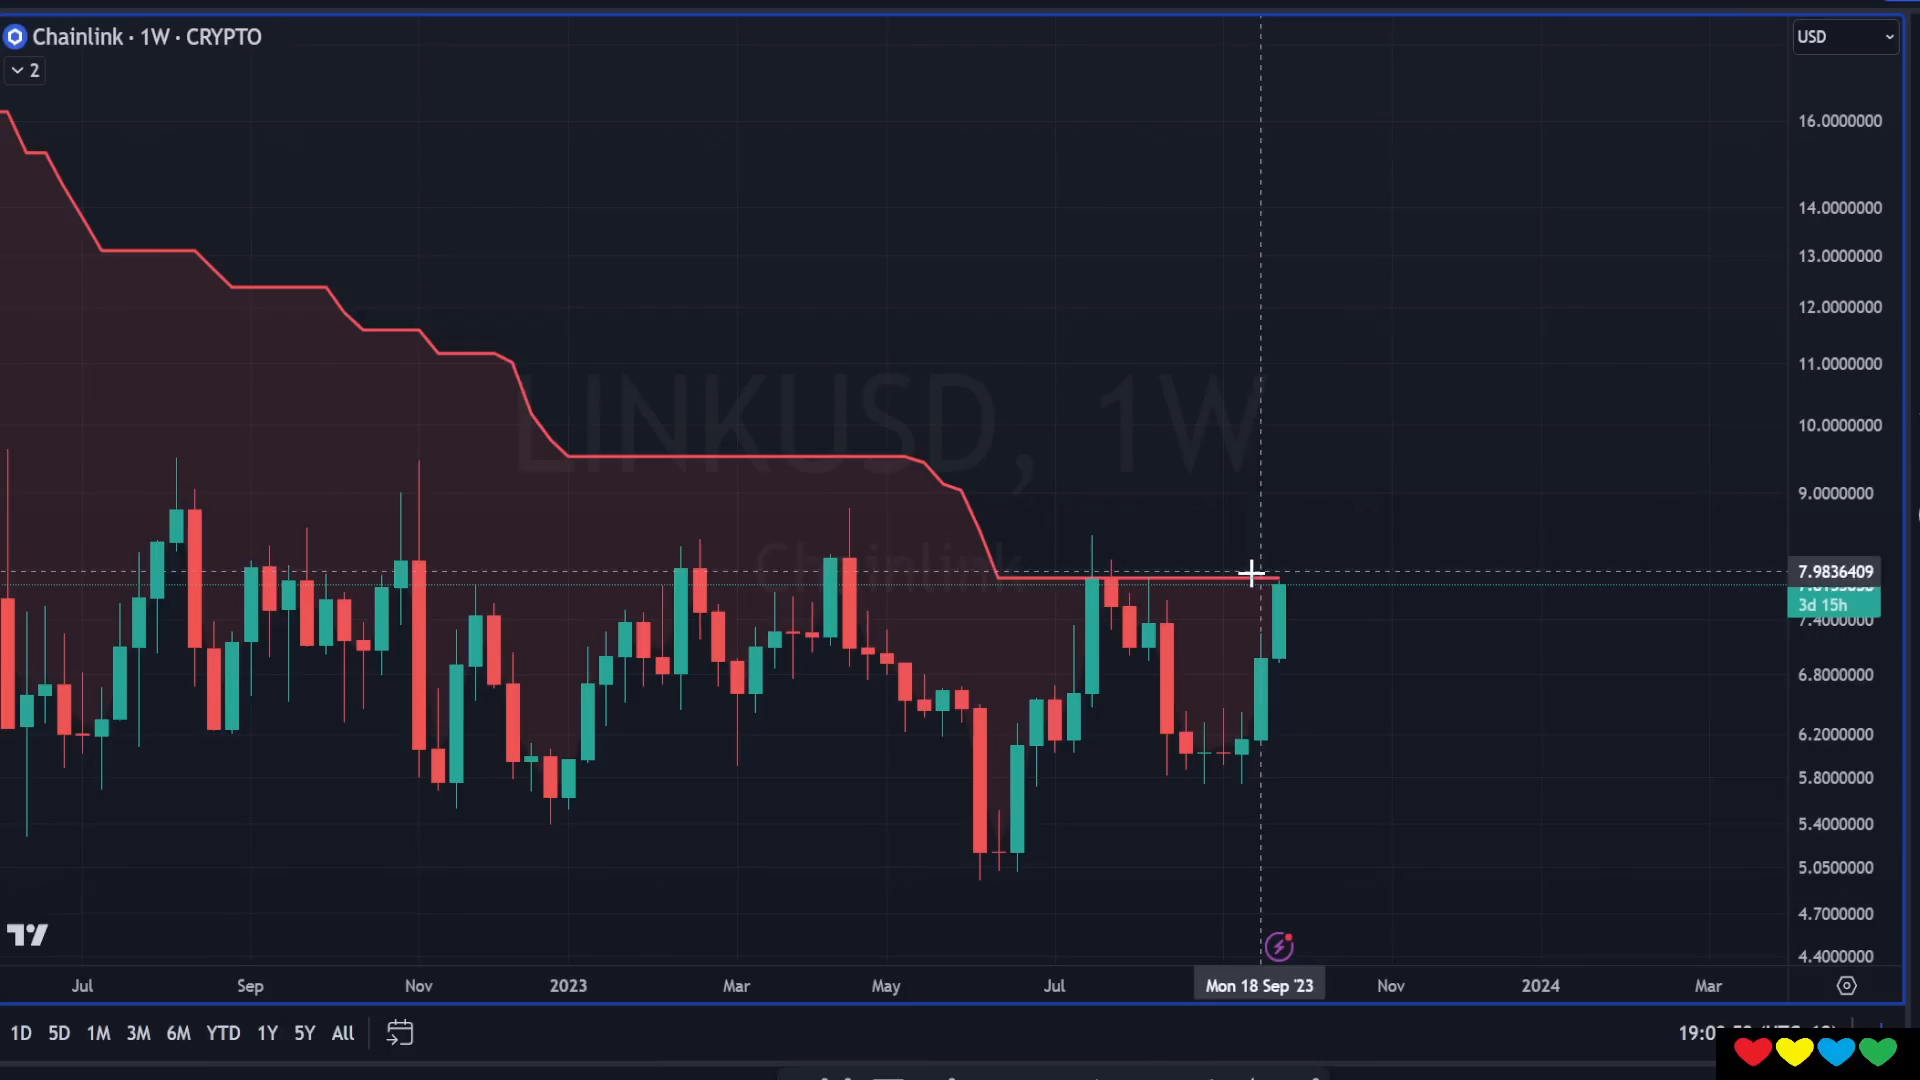 Chainlink · 1W · CRYPTO
USD
2
16.0000000
14.0000000
13.0000000
12.0000000
11.0000000
LINKUSD, 1W
10.0000000
9.0000000
Chainlink
7.9836409
3d 15h
7.4000000
6.8000000
6.2000000
5.8000000
5.4000000
5.0500000
4.7000000
4.4000000
Jul Sep Nov 2023 Mar May Jul Mon 18 Sep '23 Nov 2024 Mar
1D 5D 1M 3M 6M YTD 1Y 5Y All